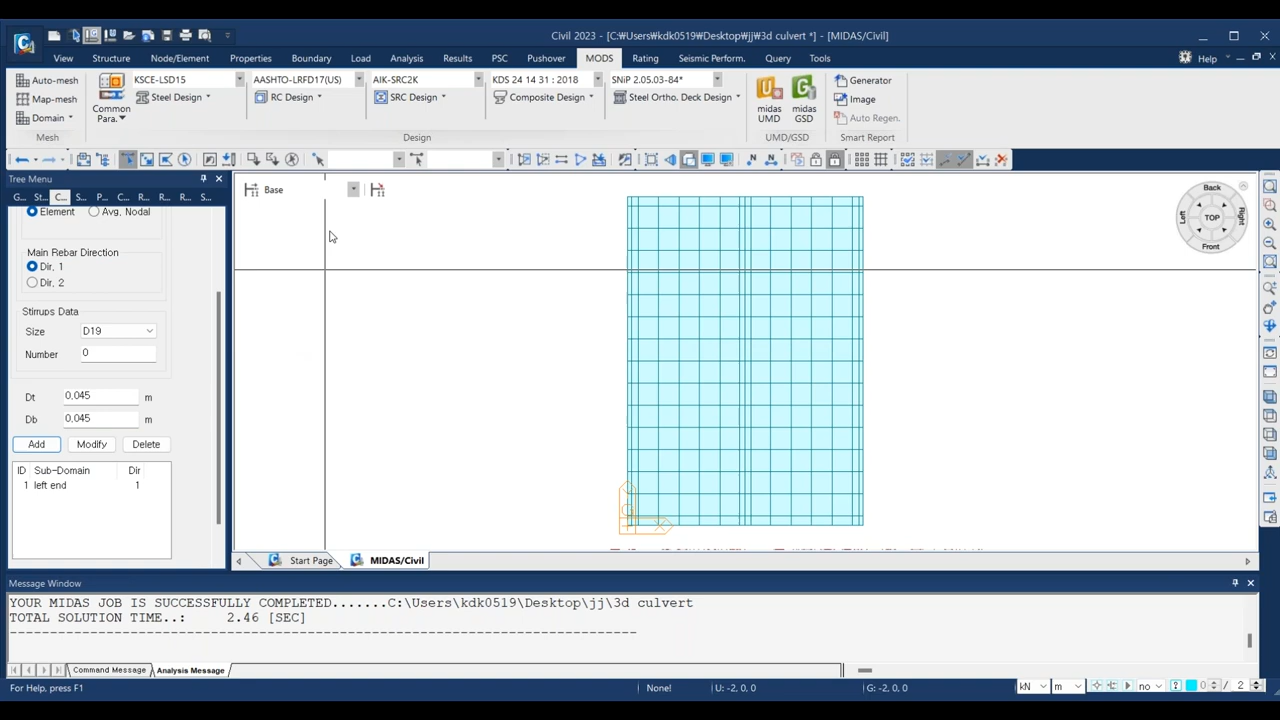 Civil 2023 - [C:\Users\kdk0519\Desktop\jj\3d culvert *] - [MIDAS/Civil]
View Structure Node/Element Properties Boundary Load Analysis Results PSC Pushover MODS Rating Seismic Perform. Query Tools Help
Auto-mesh
Map-mesh
Domain
Mesh
Common Para.
KSCE-LSD15
Steel Design
AASHTO-LRFD17(US)
RC Design
AIK-SRC2K
SRC Design
KDS 24 14 31 : 2018
Composite Design
SNiP 2.05.03-84*
Steel Ortho. Deck Design
Design
midas UMD
midas GSD
UMD/GSD
Generator
Image
Auto Regen.
Smart Report
Tree Menu
G... St... C... S... P... C... R... R... R... S...
Base
Element Avg. Nodal
Main Rebar Direction
Dir. 1
Dir. 2
Stirrups Data
Size D19
Number 0
Dt 0,045 m
Db 0,045 m
Add Modify Delete
ID Sub-Domain Dir
1 left end 1
Back
Left TOP Right
Front
X
Start Page MIDAS/Civil
Message Window
YOUR MIDAS JOB IS SUCCESSFULLY COMPLETED.......C:\Users\kdk0519\Desktop\jj\3d culvert
TOTAL SOLUTION TIME..: 2.46 [SEC]
Command Message Analysis Message
For Help, press F1
None!
U: -2, 0, 0
G: -2, 0, 0
kN m no 0 / 2